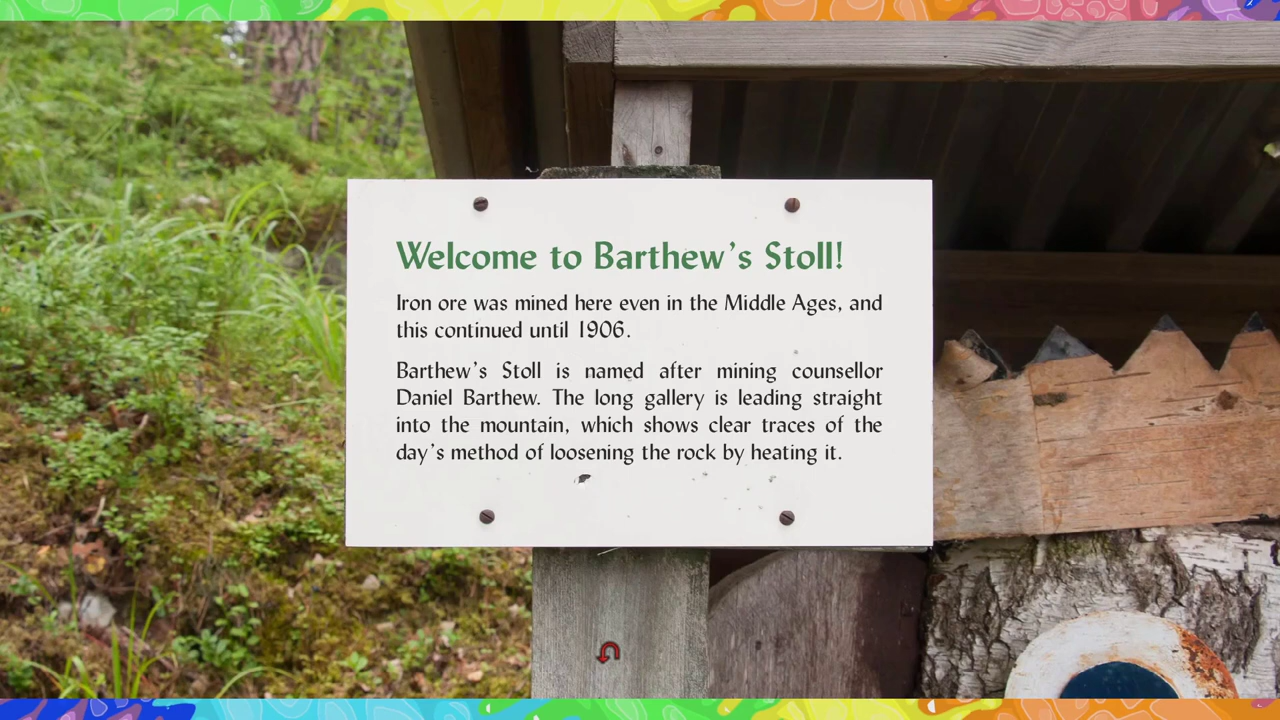 Welcome to Barthew's Stoll!
Iron ore was mined here even in the Middle Ages, and
this continued until 1906.
Barthew's Stoll is named after mining counsellor
Daniel Barthew. The long gallery is leading straight
into the mountain, which shows clear traces of the
day's method of loosening the rock by heating it.